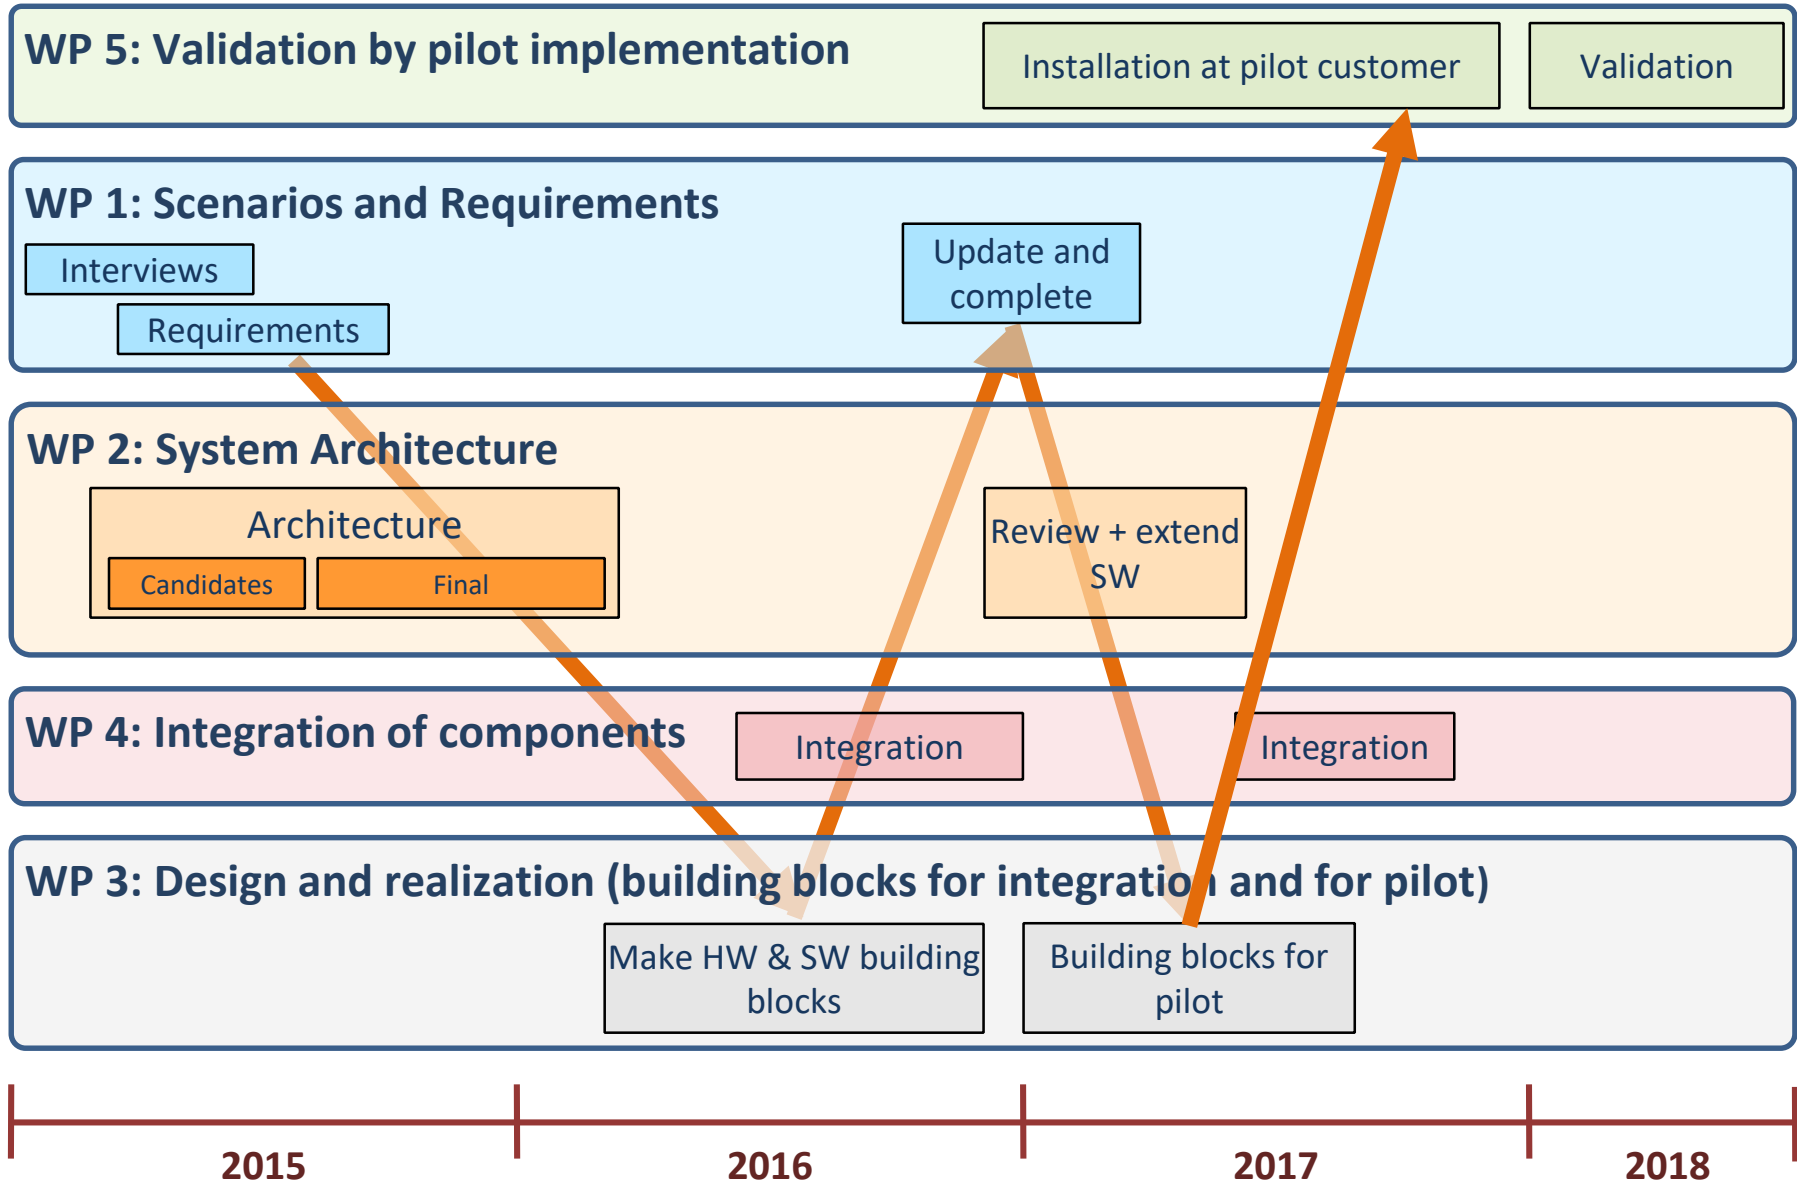 WP 5: Validation by pilot implementation
Installation at pilot customer
Validation
WP 1: Scenarios and Requirements
Interviews
Requirements
Update and
complete
WP 2: System Architecture
Architecture
Candidates
Final
Review + extend
SW
WP 4: Integration of components
Integration
Integration
WP 3: Design and realization (building blocks for integration and for pilot)
Make HW & SW building
blocks
Building blocks for
pilot
2015
2016
2017
2018